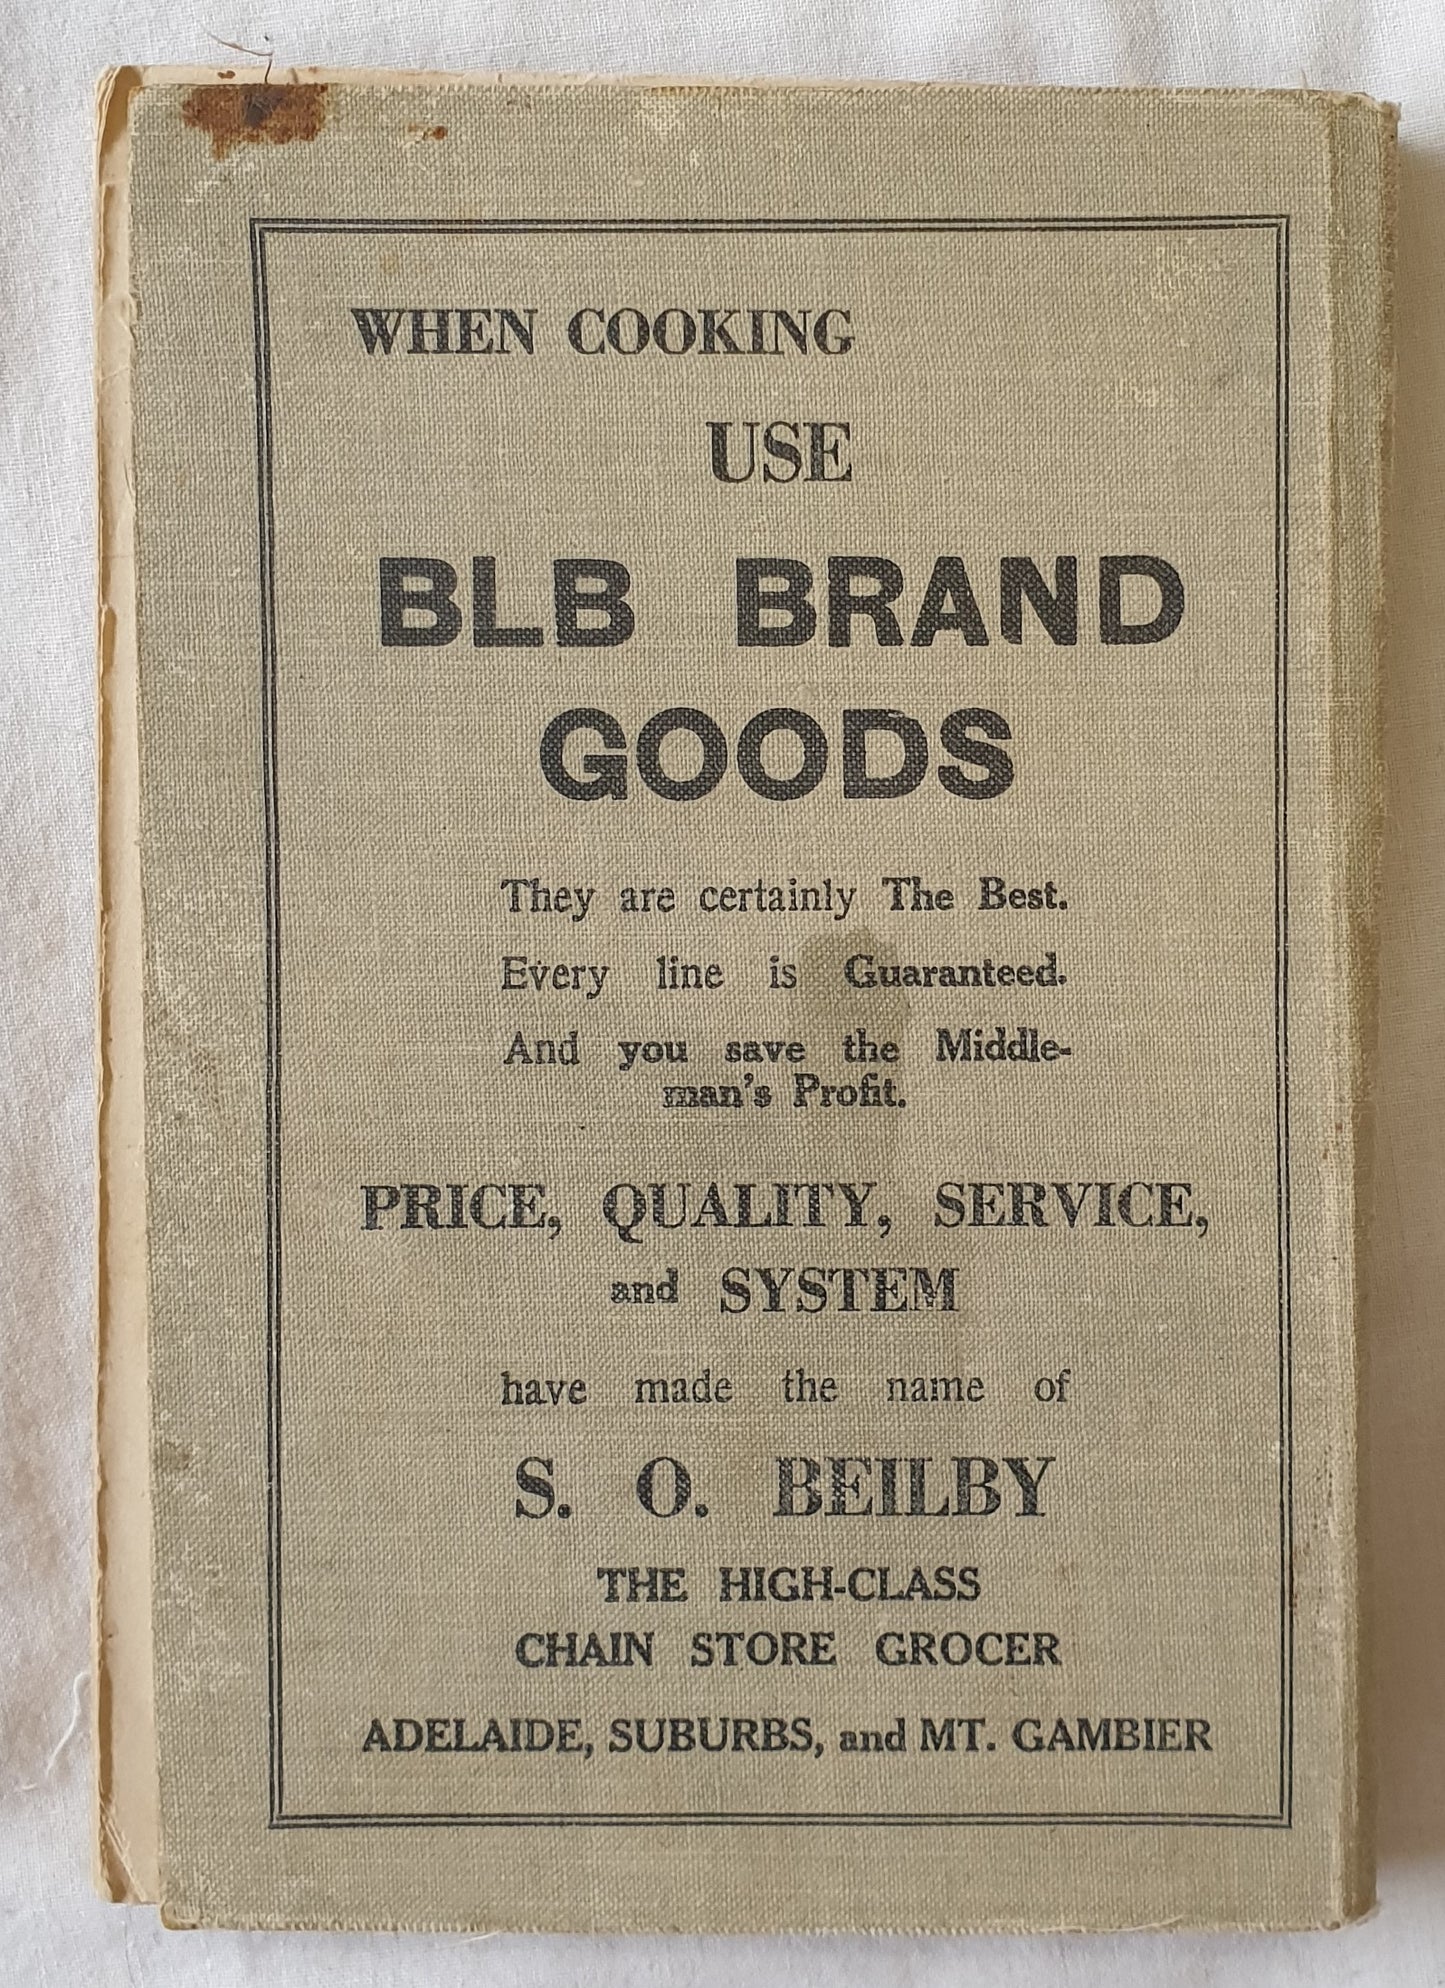 WHEN COOKING
USE
BLB BRAND
GOODS
They are certainly The Best.
Every line is Guaranteed.
And you save the Middle-
man's Profit.
PRICE, QUALITY, SERVICE,
and SYSTEM
have made the name of
S. O. BEILBY
THE HIGH-CLASS
CHAIN STORE GROCER
ADELAIDE, SUBURBS, and MT. GAMBIER